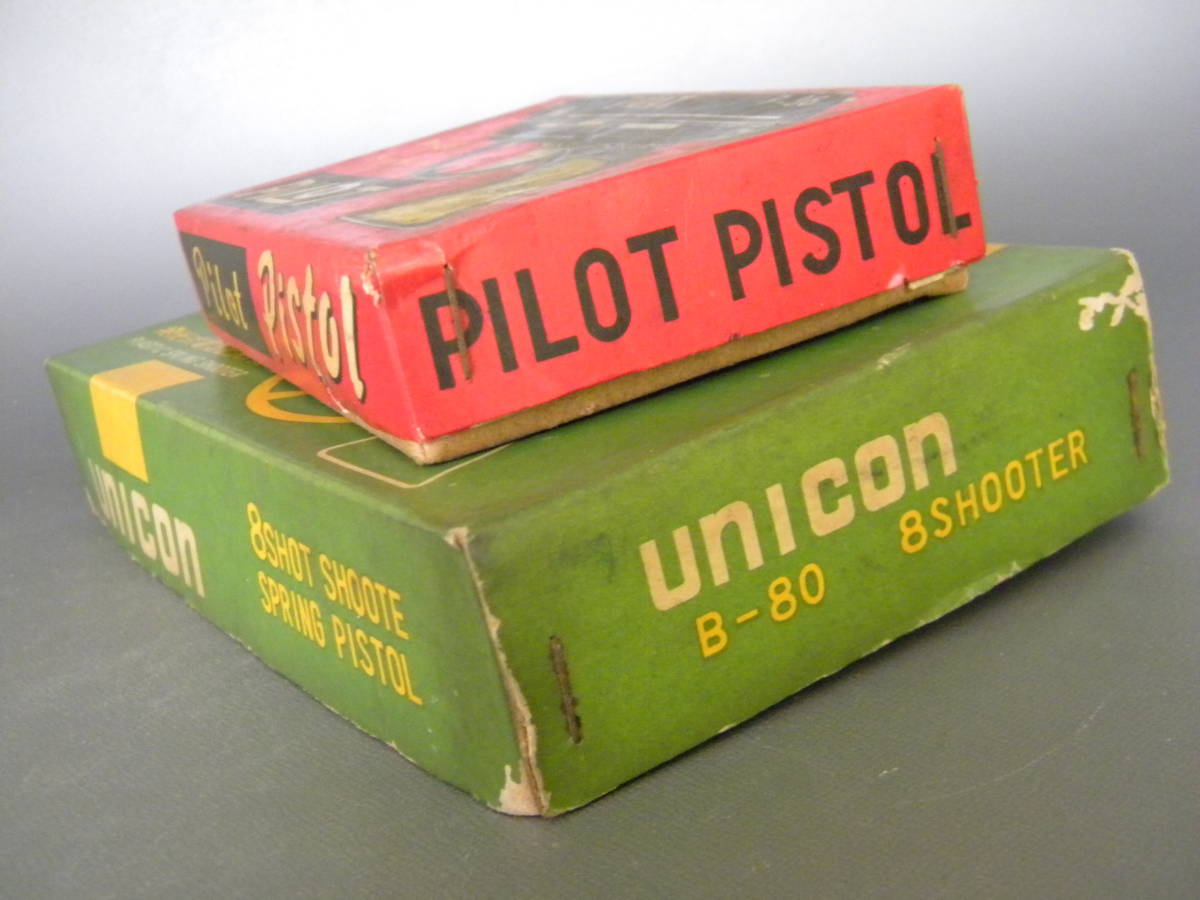 PILOT PISTOL
Pilot Pistol
unicon
8SHOT SHOOTE
SPRING PISTOL
unicon
B-80 8SHOOTER